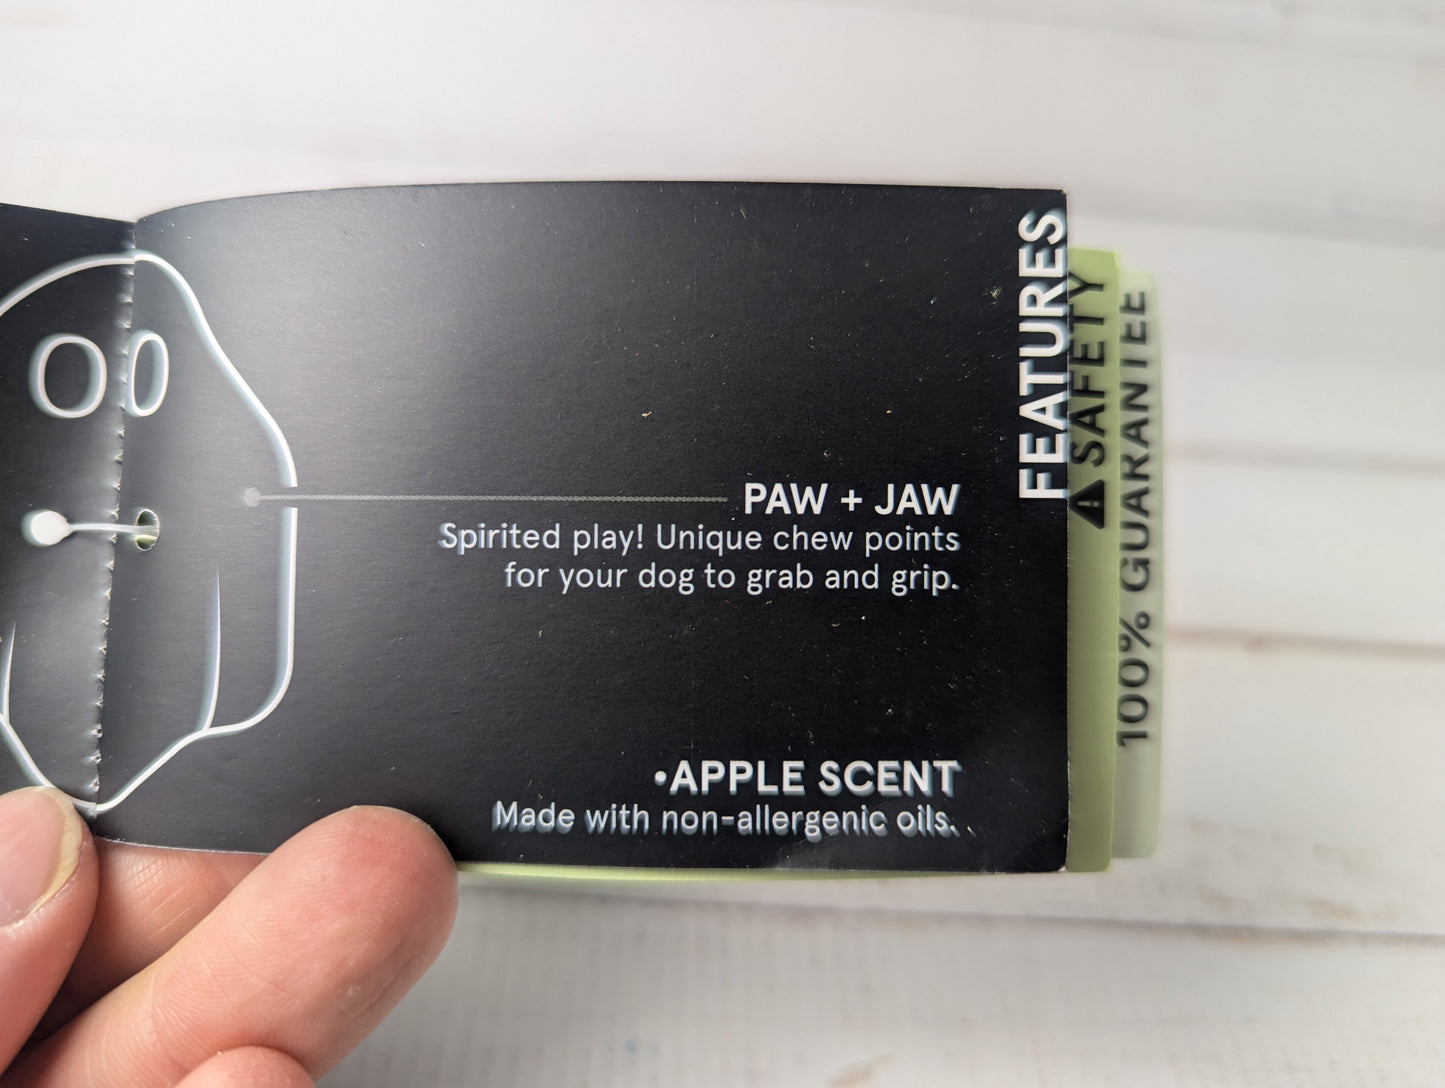 PAW + JAW
Spirited play! Unique chew points
for your dog to grab and grip.
•APPLE SCENT
Made with non-allergenic oils.
FEATURES
SAFETY
100% GUARANTEE